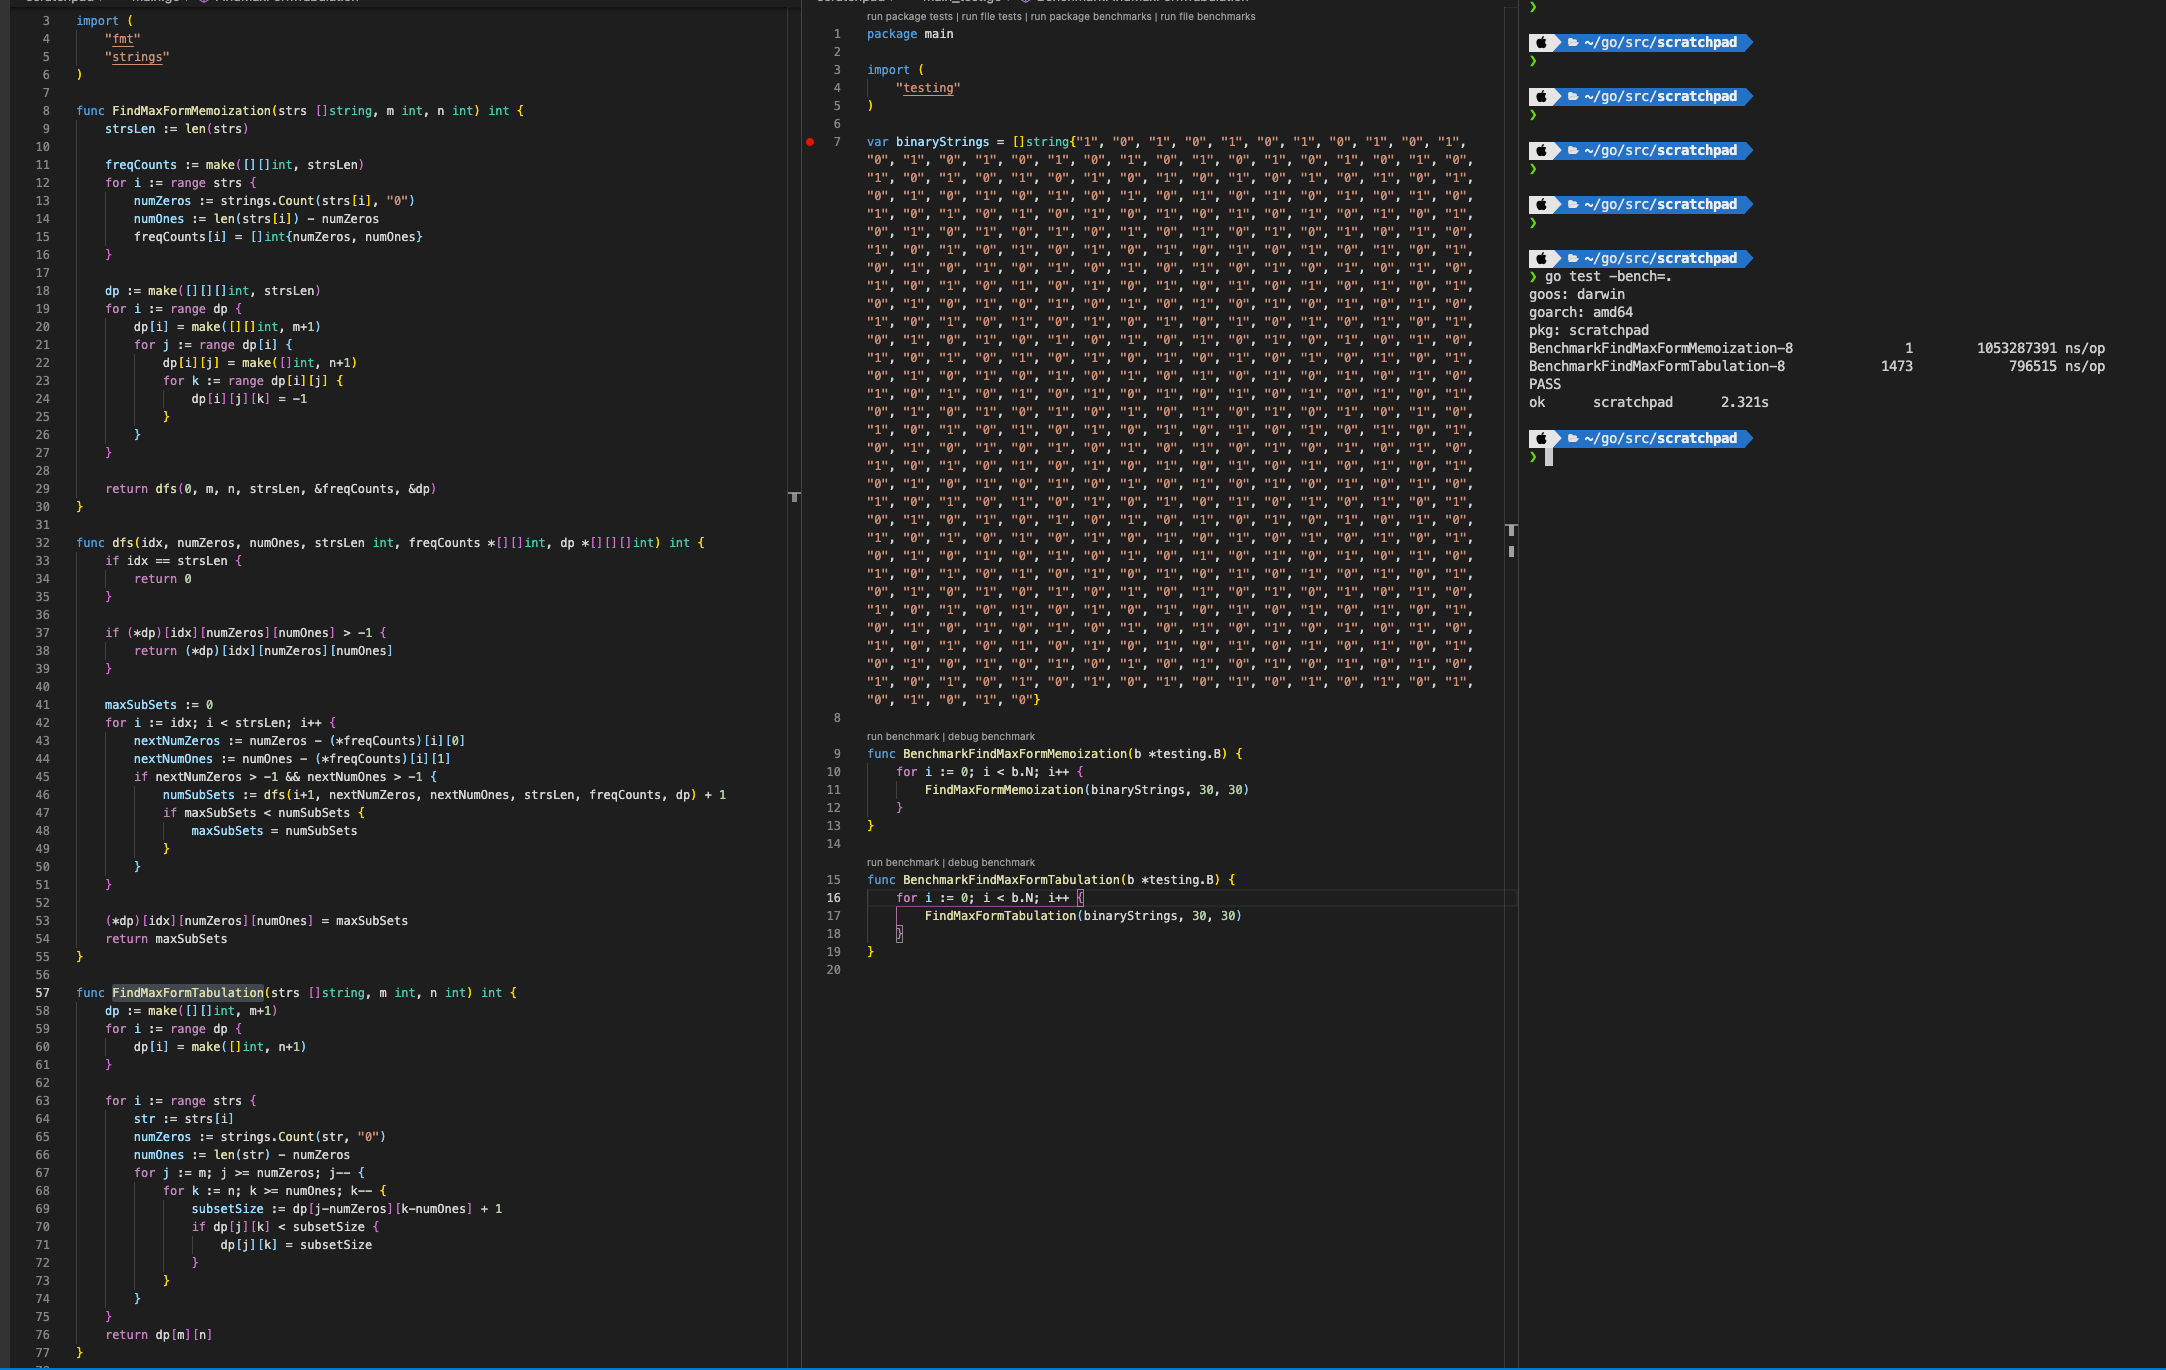 3 import (
4 "fmt"
5 "strings"
6 )
7
8 func FindMaxFormMemoization(strs []string, m int, n int) int {
9 strsLen := len(strs)
10
11 freqCounts := make([][]int, strsLen)
12 for i := range strs {
13 numZeros := strings.Count(strs[i], "0")
14 numOnes := len(strs[i]) - numZeros
15 freqCounts[i] = []int{numZeros, numOnes}
16 }
17
18 dp := make([][][]int, strsLen)
19 for i := range dp {
20 dp[i] = make([][]int, m+1)
21 for j := range dp[i] {
22 dp[i][j] = make([]int, n+1)
23 for k := range dp[i][j] {
24 dp[i][j][k] = -1
25 }
26 }
27 }
28
29 return dfs(0, m, n, strsLen, &freqCounts, &dp)
30 }
31
32 func dfs(idx, numZeros, numOnes, strsLen int, freqCounts *[][]int, dp *[][][]int) int {
33 if idx == strsLen {
34 return 0
35 }
36
37 if (*dp)[idx][numZeros][numOnes] > -1 {
38 return (*dp)[idx][numZeros][numOnes]
39 }
40
41 maxSubSets := 0
42 for i := idx; i < strsLen; i++ {
43 nextNumZeros := numZeros - (*freqCounts)[i][0]
44 nextNumOnes := numOnes - (*freqCounts)[i][1]
45 if nextNumZeros > -1 && nextNumOnes > -1 {
46 numSubSets := dfs(i+1, nextNumZeros, nextNumOnes, strsLen, freqCounts, dp) + 1
47 if maxSubSets < numSubSets {
48 maxSubSets = numSubSets
49 }
50 }
51 }
52
53 (*dp)[idx][numZeros][numOnes] = maxSubSets
54 return maxSubSets
55 }
56
57 func FindMaxFormTabulation(strs []string, m int, n int) int {
58 dp := make([][]int, m+1)
59 for i := range dp {
60 dp[i] = make([]int, n+1)
61 }
62
63 for i := range strs {
64 str := strs[i]
65 numZeros := strings.Count(str, "0")
66 numOnes := len(str) - numZeros
67 for j := m; j >= numZeros; j-- {
68 for k := n; k >= numOnes; k-- {
69 subsetSize := dp[j-numZeros][k-numOnes] + 1
70 if dp[j][k] < subsetSize {
71 dp[j][k] = subsetSize
72 }
73 }
74 }
75 }
76 return dp[m][n]
77 }
run package tests | run file tests | run package benchmarks | run file benchmarks
1 package main
2
3 import (
4 "testing"
5 )
6
7 var binaryStrings = []string{"1", "0", "1", "0", "1", "0", "1", "0", "1", "0", "1",
"0", "1", "0", "1", "0", "1", "0", "1", "0", "1", "0", "1", "0", "1", "0", "1", "0",
"1", "0", "1", "0", "1", "0", "1", "0", "1", "0", "1", "0", "1", "0", "1", "0", "1",
"0", "1", "0", "1", "0", "1", "0", "1", "0", "1", "0", "1", "0", "1", "0", "1", "0",
"1", "0", "1", "0", "1", "0", "1", "0", "1", "0", "1", "0", "1", "0", "1", "0", "1",
"0", "1", "0", "1", "0", "1", "0", "1", "0", "1", "0", "1", "0", "1", "0", "1", "0",
"1", "0", "1", "0", "1", "0", "1", "0", "1", "0", "1", "0", "1", "0", "1", "0", "1",
"0", "1", "0", "1", "0", "1", "0", "1", "0", "1", "0", "1", "0", "1", "0", "1", "0",
"1", "0", "1", "0", "1", "0", "1", "0", "1", "0", "1", "0", "1", "0", "1", "0", "1",
"0", "1", "0", "1", "0", "1", "0", "1", "0", "1", "0", "1", "0", "1", "0", "1", "0",
"1", "0", "1", "0", "1", "0", "1", "0", "1", "0", "1", "0", "1", "0", "1", "0", "1",
"0", "1", "0", "1", "0", "1", "0", "1", "0", "1", "0", "1", "0", "1", "0", "1", "0",
"1", "0", "1", "0", "1", "0", "1", "0", "1", "0", "1", "0", "1", "0", "1", "0", "1",
"0", "1", "0", "1", "0", "1", "0", "1", "0", "1", "0", "1", "0", "1", "0", "1", "0",
"1", "0", "1", "0", "1", "0", "1", "0", "1", "0", "1", "0", "1", "0", "1", "0", "1",
"0", "1", "0", "1", "0", "1", "0", "1", "0", "1", "0", "1", "0", "1", "0", "1", "0",
"1", "0", "1", "0", "1", "0", "1", "0", "1", "0", "1", "0", "1", "0", "1", "0", "1",
"0", "1", "0", "1", "0", "1", "0", "1", "0", "1", "0", "1", "0", "1", "0", "1", "0",
"1", "0", "1", "0", "1", "0", "1", "0", "1", "0", "1", "0", "1", "0", "1", "0", "1",
"0", "1", "0", "1", "0", "1", "0", "1", "0", "1", "0", "1", "0", "1", "0", "1", "0",
"1", "0", "1", "0", "1", "0", "1", "0", "1", "0", "1", "0", "1", "0", "1", "0", "1",
"0", "1", "0", "1", "0", "1", "0", "1", "0", "1", "0", "1", "0", "1", "0", "1", "0",
"1", "0", "1", "0", "1", "0", "1", "0", "1", "0", "1", "0", "1", "0", "1", "0", "1",
"0", "1", "0", "1", "0", "1", "0", "1", "0", "1", "0", "1", "0", "1", "0", "1", "0",
"1", "0", "1", "0", "1", "0", "1", "0", "1", "0", "1", "0", "1", "0", "1", "0", "1",
"0", "1", "0", "1", "0", "1", "0", "1", "0", "1", "0", "1", "0", "1", "0", "1", "0",
"1", "0", "1", "0", "1", "0", "1", "0", "1", "0", "1", "0", "1", "0", "1", "0", "1",
"0", "1", "0", "1", "0", "1", "0", "1", "0", "1", "0", "1", "0", "1", "0", "1", "0",
"1", "0", "1", "0", "1", "0", "1", "0", "1", "0", "1", "0", "1", "0", "1", "0", "1",
"0", "1", "0", "1", "0", "1", "0", "1", "0", "1", "0", "1", "0", "1", "0", "1", "0",
"1", "0", "1", "0", "1", "0", "1", "0", "1", "0", "1", "0", "1", "0", "1", "0", "1",
"0", "1", "0", "1", "0"}
8
run benchmark | debug benchmark
9 func BenchmarkFindMaxFormMemoization(b *testing.B) {
10 for i := 0; i < b.N; i++ {
11 FindMaxFormMemoization(binaryStrings, 30, 30)
12 }
13 }
14
run benchmark | debug benchmark
15 func BenchmarkFindMaxFormTabulation(b *testing.B) {
16 for i := 0; i < b.N; i++ {
17 FindMaxFormTabulation(binaryStrings, 30, 30)
18 }
19 }
20
❯
~/go/src/scratchpad
❯
~/go/src/scratchpad
❯
~/go/src/scratchpad
❯
~/go/src/scratchpad
❯
~/go/src/scratchpad
❯ go test -bench=.
goos: darwin
goarch: amd64
pkg: scratchpad
BenchmarkFindMaxFormMemoization-8 1 1053287391 ns/op
BenchmarkFindMaxFormTabulation-8 1473 796515 ns/op
PASS
ok scratchpad 2.321s
~/go/src/scratchpad
❯